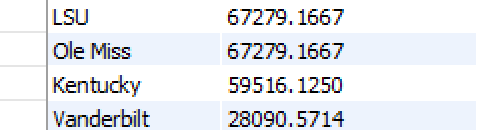 LSU 67279.1667
Ole Miss 67279.1667
Kentucky 59516.1250
Vanderbilt 28090.5714